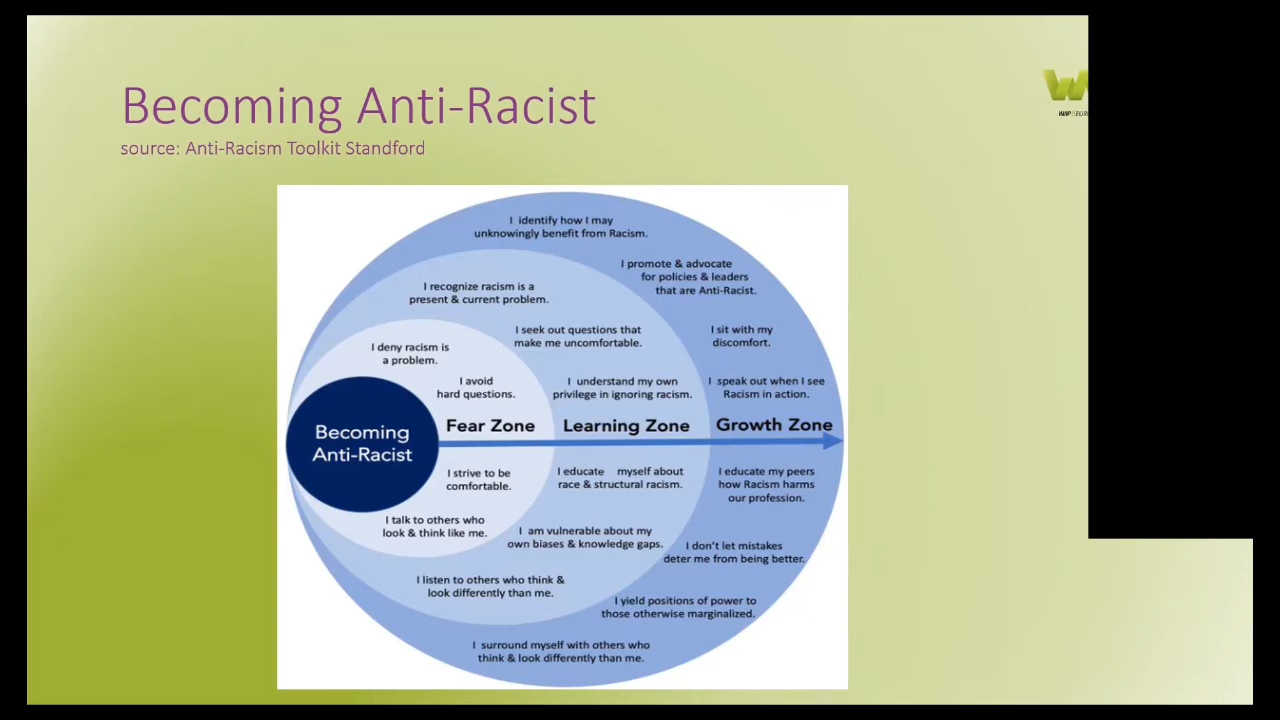 Becoming Anti-Racist
source: Anti-Racism Toolkit Standford
I identify how I may
unknowingly benefit from Racism.
I promote & advocate
for policies & leaders
that are Anti-Racist.
I recognize racism is a
present & current problem.
I seek out questions that
make me uncomfortable.
I sit with my
discomfort.
I deny racism is
a problem.
I avoid
hard questions.
I understand my own
privilege in ignoring racism.
I speak out when I see
Racism in action.
Becoming
Anti-Racist
Fear Zone
Learning Zone
Growth Zone
I strive to be
comfortable.
I educate myself about
race & structural racism.
I educate my peers
how Racism harms
our profession.
I talk to others who
look & think like me.
I am vulnerable about my
own biases & knowledge gaps.
I don't let mistakes
deter me from being better.
I listen to others who think &
look differently than me.
I yield positions of power to
those otherwise marginalized.
I surround myself with others who
think & look differently than me.